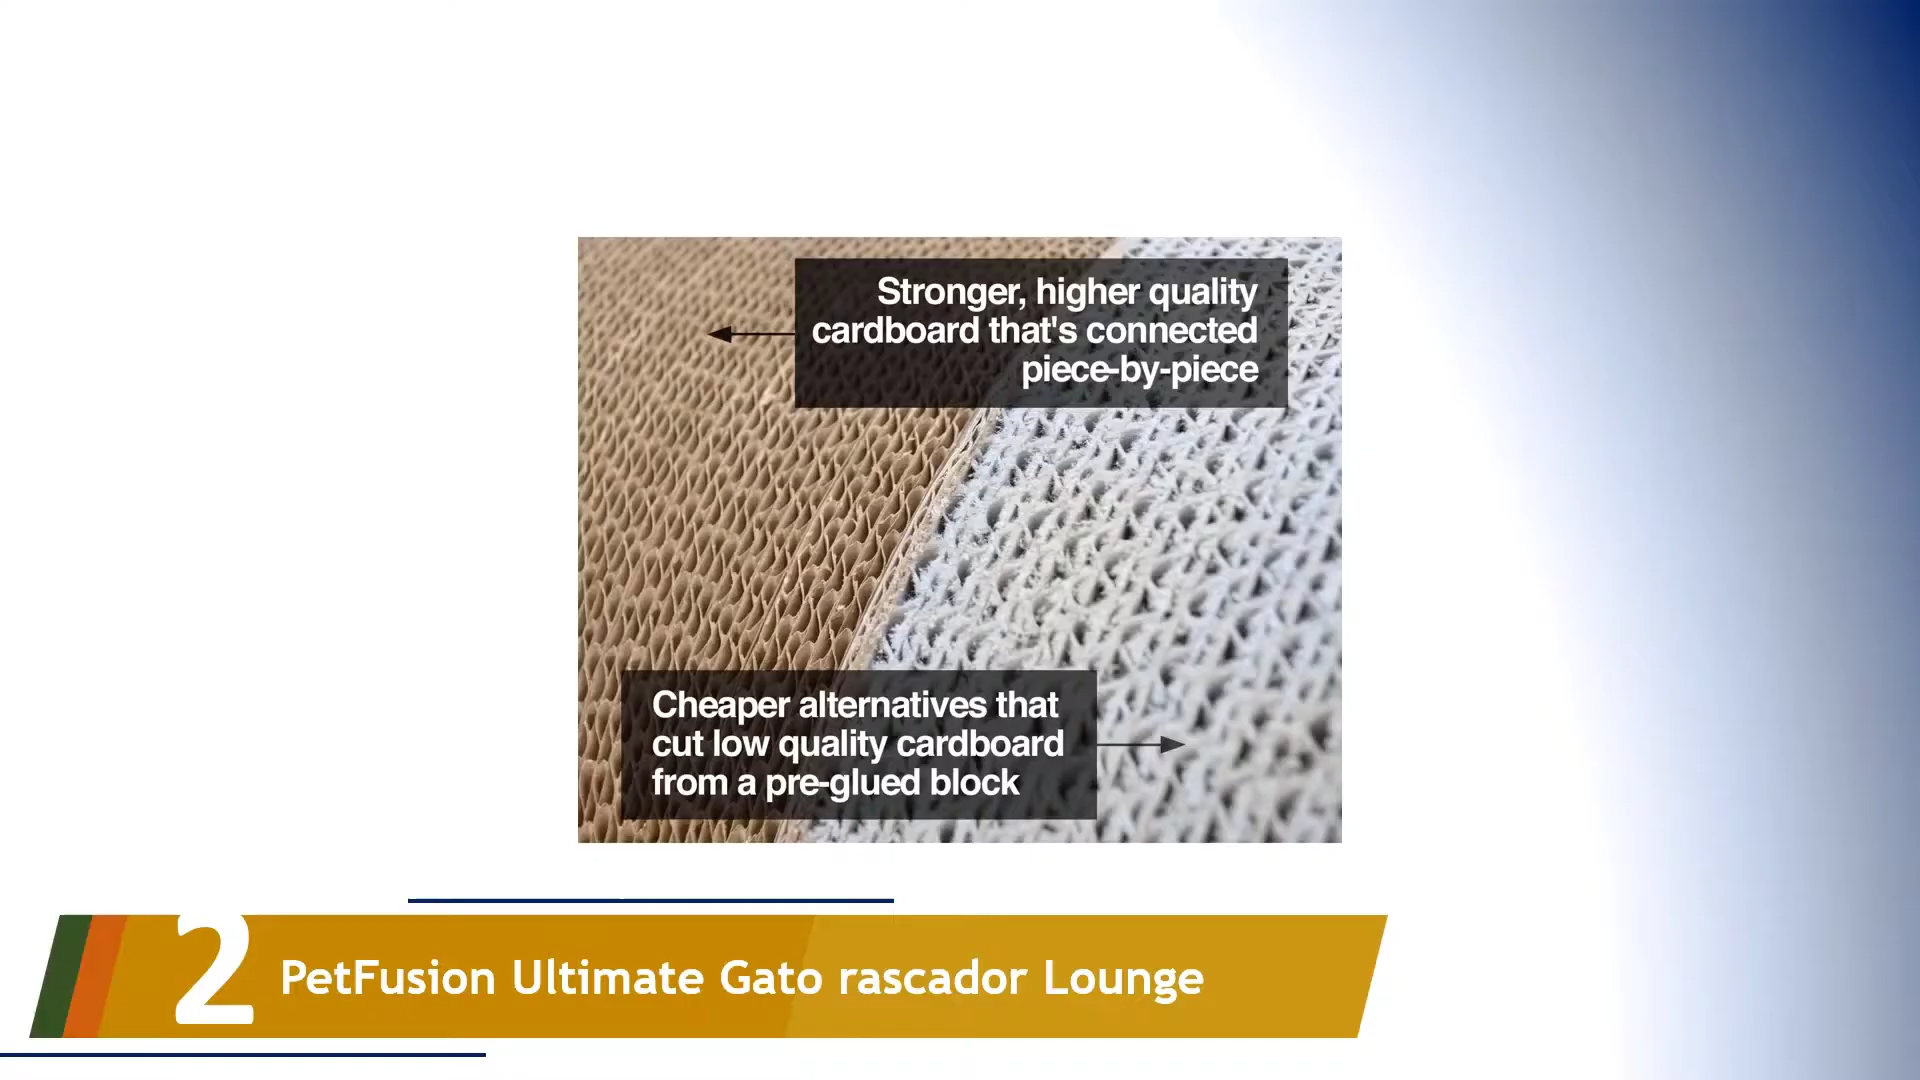 Stronger, higher quality
cardboard that's connected
piece-by-piece
Cheaper alternatives that
cut low quality cardboard
from a pre-glued block
2 PetFusion Ultimate Gato rascador Lounge